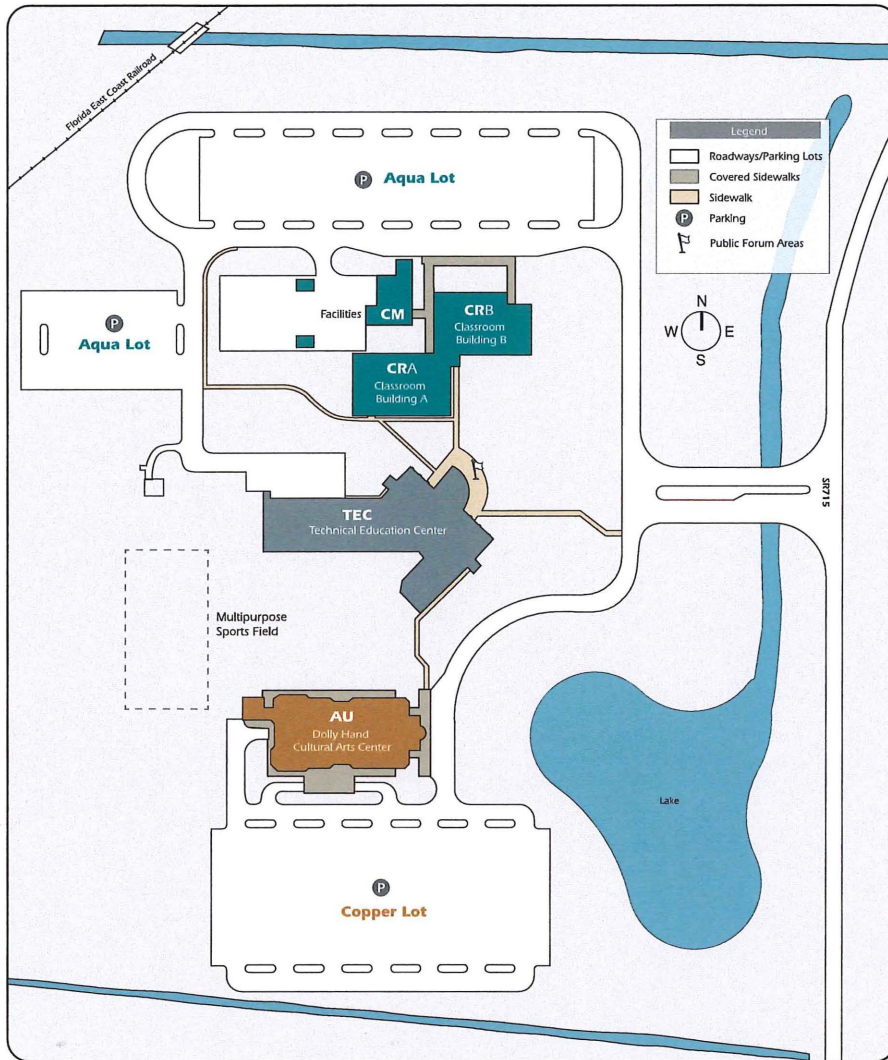 Florida East Coast Railroad
Legend
Roadways/Parking Lots
Covered Sidewalks
Sidewalk
P Parking
Public Forum Areas
P
Aqua Lot
N
W E
S
P
Aqua Lot
Facilities
CM
CRB
Classroom
Building B
CRA
Classroom
Building A
SR715
TEC
Technical Education Center
Multipurpose
Sports Field
AU
Dolly Hand
Cultural Arts Center
Lake
P
Copper Lot